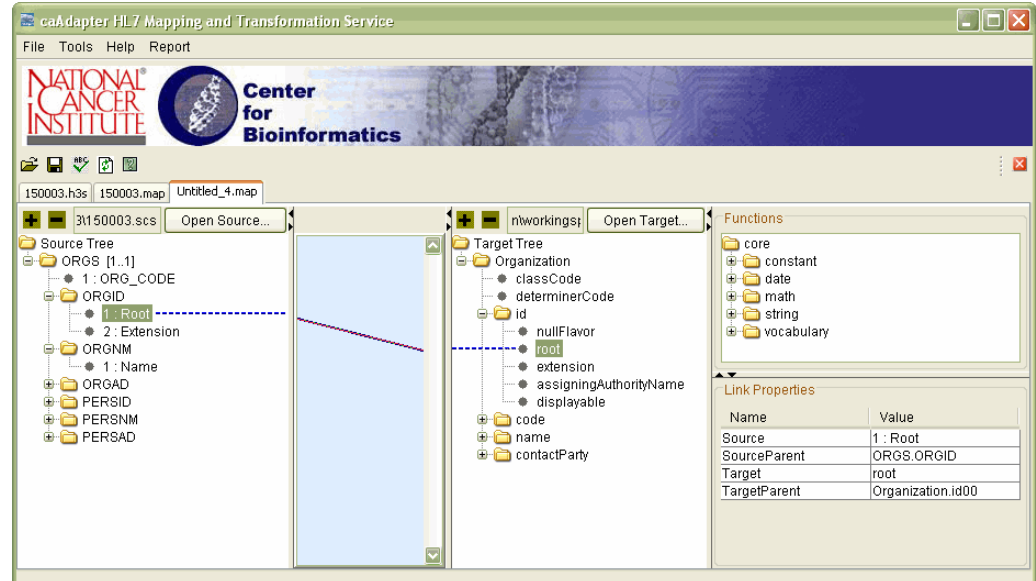 caAdapter HL7 Mapping and Transformation Service
File Tools Help Report
NATIONAL®
CANCER
INSTITUTE
Center
for
Bioinformatics
ABC
150003.h3s 150003.map Untitled_4.map
3\150003.scs Open Source...
Source Tree
ORGS [1..1]
1 : ORG_CODE
ORGID
1 : Root
2 : Extension
ORGNM
1 : Name
ORGAD
PERSID
PERSNM
PERSAD
n\workingsp Open Target...
Target Tree
Organization
classCode
determinerCode
id
nullFlavor
root
extension
assigningAuthorityName
displayable
code
name
contactParty
Functions
core
constant
date
math
string
vocabulary
Link Properties
Name Value
Source 1 : Root
SourceParent ORGS.ORGID
Target root
TargetParent Organization.id00